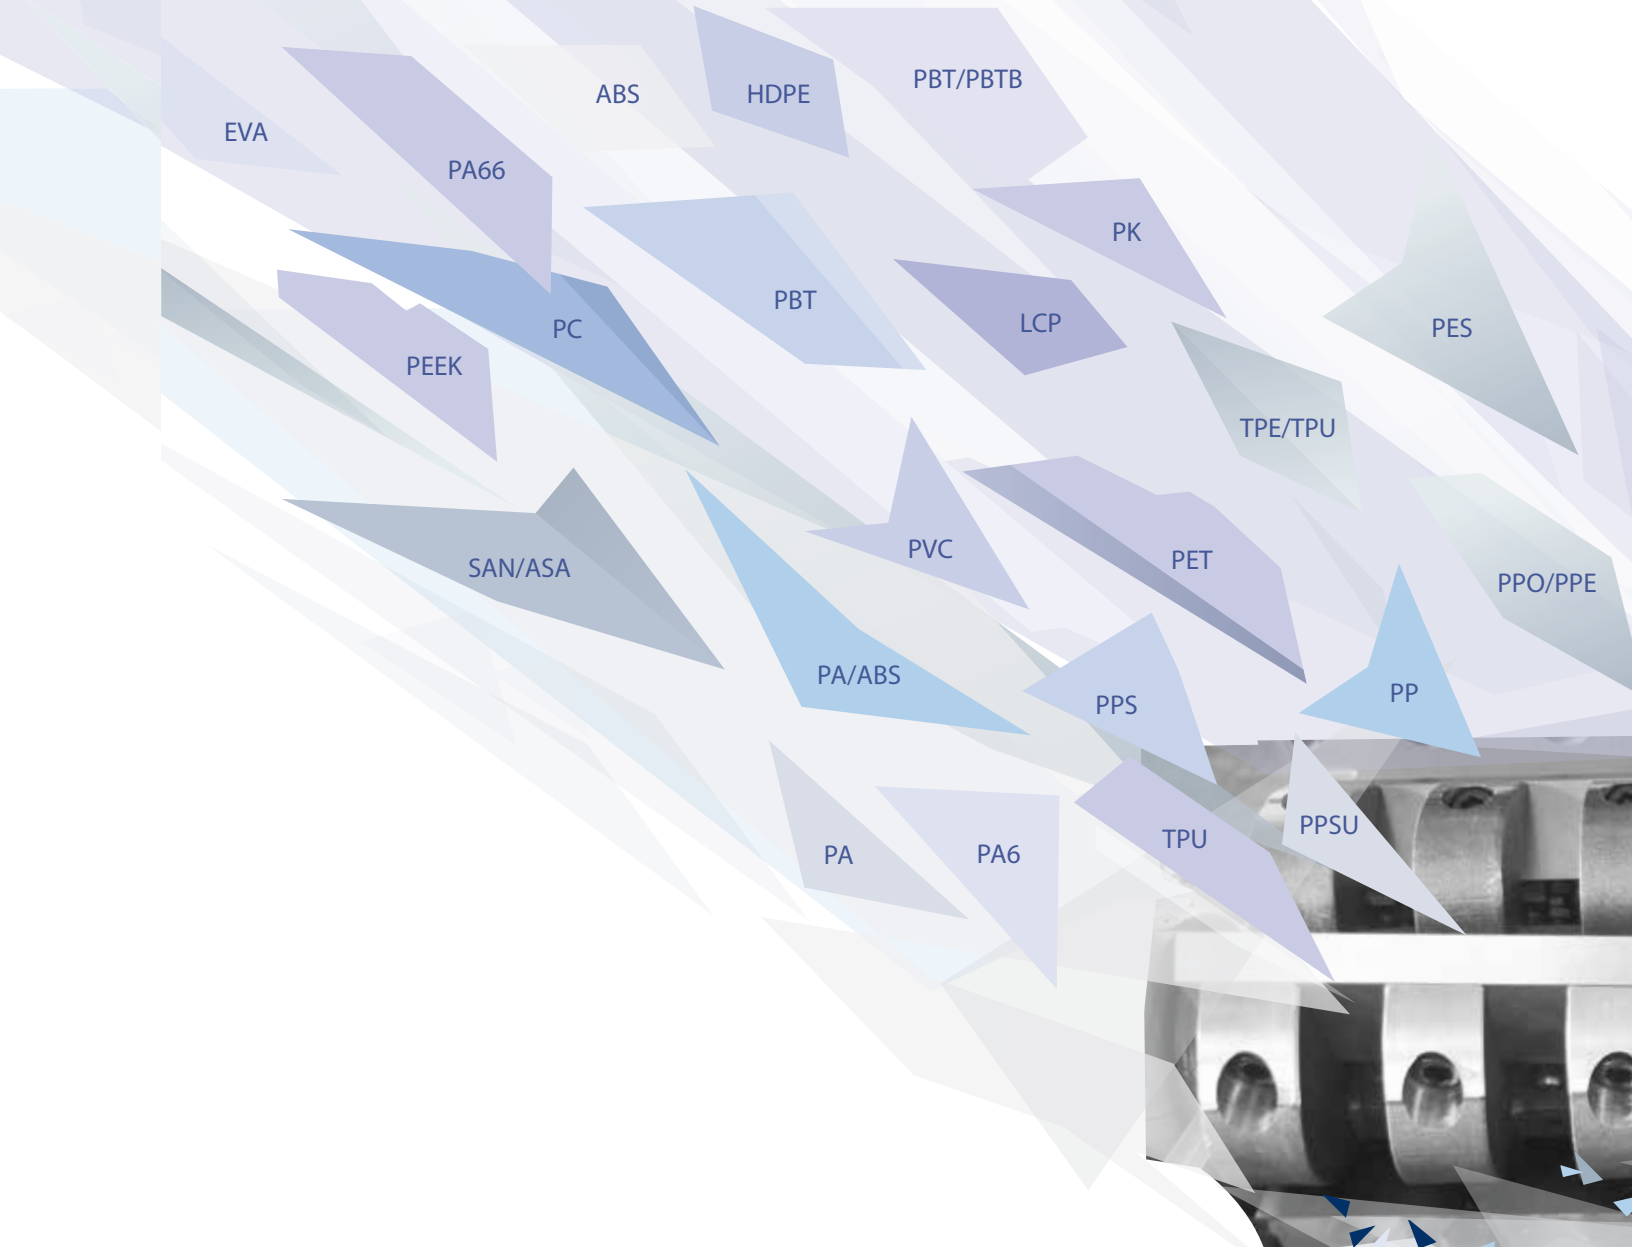 PBT/PBTB
ABS
HDPE
EVA
PA66
PK
PBT
LCP
PC
PES
PEEK
TPE/TPU
PVC
PET
SAN/ASA
PPO/PPE
PA/ABS
PP
PPS
PPSU
TPU
PA
PA6